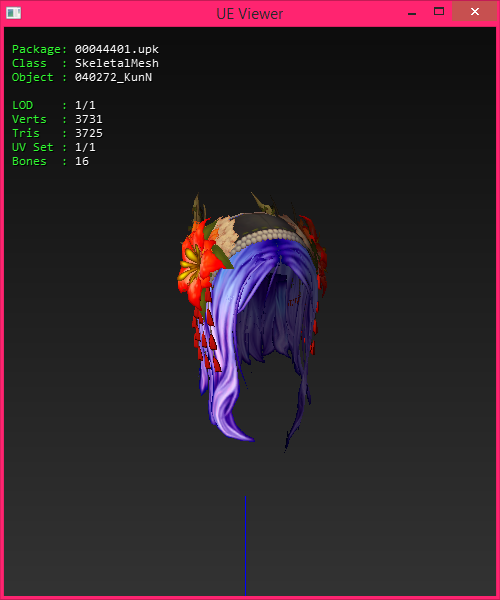 UE Viewer
Package: 00044401.upk
Class : SkeletalMesh
Object : 040272_KunN
LOD : 1/1
Verts : 3731
Tris : 3725
UV Set : 1/1
Bones : 16